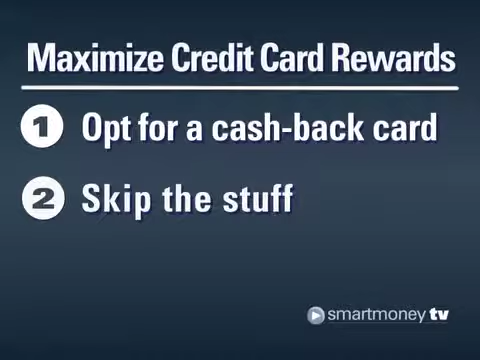 Maximize Credit Card Rewards
1 Opt for a cash-back card
2 Skip the stuff
smartmoney tv